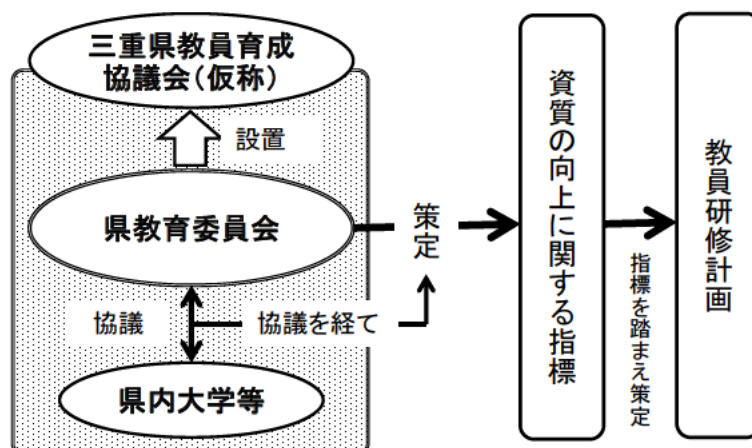 三重県教員育成
協議会(仮称)
設置
県教育委員会
協議
協議を経て
県内大学等
策定
資質の向上に関する指標
指標を踏まえ策定
教員研修計画